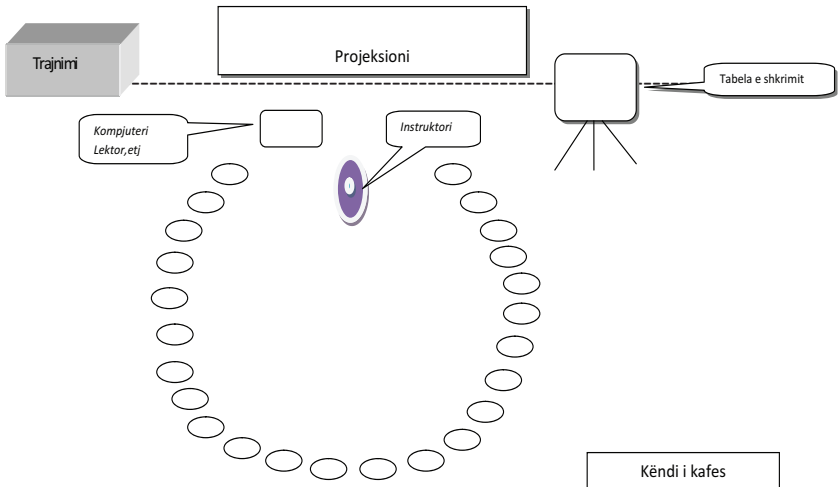 Trajnimi
Projeksioni
Tabela e shkrimit
Kompjuteri
Lektor,etj
Instruktori
Këndi i kafes